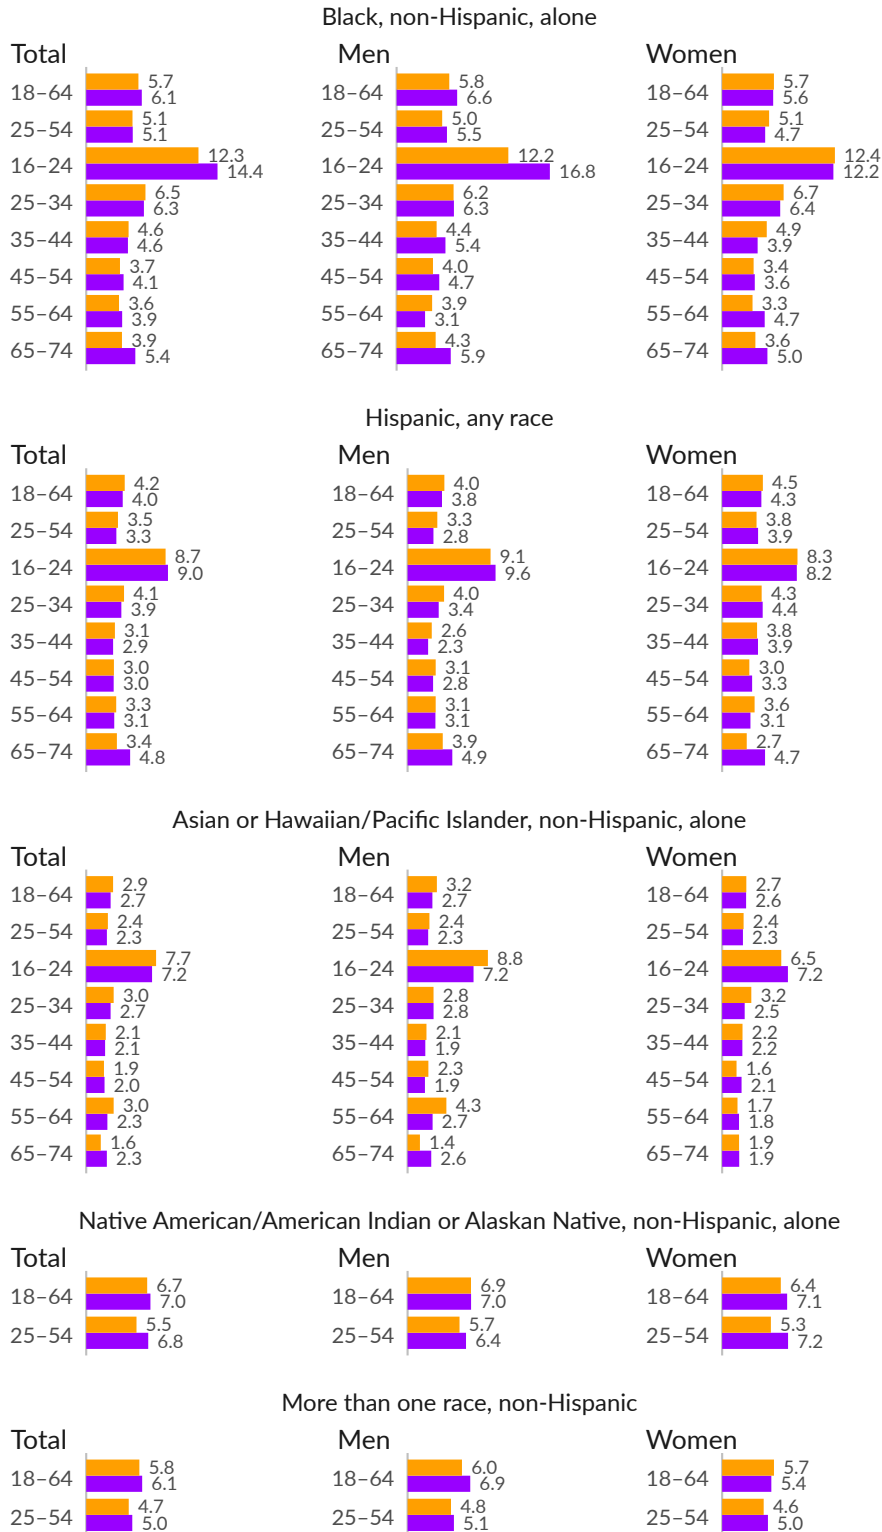 Black, non-Hispanic, alone
Total Men Women
5.7 5.8 5.7
18–64 18–64 18–64
6.1 6.6 5.6
5.1 5.0 5.1
25–54 25–54 25–54
5.1 5.5 4.7
12.3 12.2 12.4
16–24 16–24 16–24
14.4 16.8 12.2
6.5 6.2 6.7
25–34 25–34 25–34
6.3 6.3 6.4
4.6 4.4 4.9
35–44 35–44 35–44
4.6 5.4 3.9
3.7 4.0 3.4
45–54 45–54 45–54
4.1 4.7 3.6
3.6 3.9 3.3
55–64 55–64 55–64
3.9 3.1 4.7
3.9 4.3 3.6
65–74 65–74 65–74
5.4 5.9 5.0
Hispanic, any race
Total Men Women
4.2 4.0 4.5
18–64 18–64 18–64
4.0 3.8 4.3
3.5 3.3 3.8
25–54 25–54 25–54
3.3 2.8 3.9
8.7 9.1 8.3
16–24 16–24 16–24
9.0 9.6 8.2
4.1 4.0 4.3
25–34 25–34 25–34
3.9 3.4 4.4
3.1 2.6 3.8
35–44 35–44 35–44
2.9 2.3 3.9
3.0 3.1 3.0
45–54 45–54 45–54
3.0 2.8 3.3
3.3 3.1 3.6
55–64 55–64 55–64
3.1 3.1 3.1
3.4 3.9 2.7
65–74 65–74 65–74
4.8 4.9 4.7
Asian or Hawaiian/Pacific Islander, non-Hispanic, alone
Total Men Women
2.9 3.2 2.7
18–64 18–64 18–64
2.7 2.7 2.6
2.4 2.4 2.4
25–54 25–54 25–54
2.3 2.3 2.3
7.7 8.8 6.5
16–24 16–24 16–24
7.2 7.2 7.2
3.0 2.8 3.2
25–34 25–34 25–34
2.7 2.8 2.5
2.1 2.1 2.2
35–44 35–44 35–44
2.1 1.9 2.2
1.9 2.3 1.6
45–54 45–54 45–54
2.0 1.9 2.1
3.0 4.3 1.7
55–64 55–64 55–64
2.3 2.7 1.8
1.6 1.4 1.9
65–74 65–74 65–74
2.3 2.6 1.9
Native American/American Indian or Alaskan Native, non-Hispanic, alone
Total Men Women
6.7 6.9 6.4
18–64 18–64 18–64
7.0 7.0 7.1
5.5 5.7 5.3
25–54 25–54 25–54
6.8 6.4 7.2
More than one race, non-Hispanic
Total Men Women
5.8 6.0 5.7
18–64 18–64 18–64
6.1 6.9 5.4
4.7 4.8 4.6
25–54 25–54 25–54
5.0 5.1 5.0